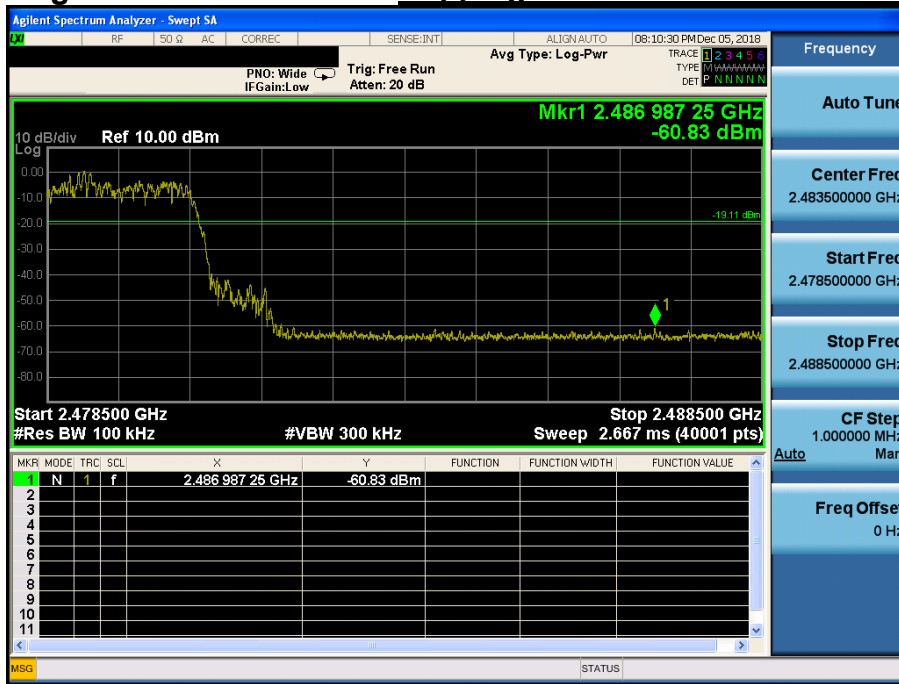 Agilent Spectrum Analyzer - Swept SA
LXI RF 50 Ω AC CORREC SENSE:INT ALIGNAUTO 08:10:30 PM Dec 05, 2018
Avg Type: Log-Pwr TRACE 1 2 3 4 5 6
PNO: Wide Trig: Free Run TYPE MWWWWW
IFGain:Low Atten: 20 dB DET P N N N N N
Mkr1 2.486 987 25 GHz
10 dB/div Ref 10.00 dBm -60.83 dBm
Log
0.00
-10.0
-19.11 dBm
-20.0
-30.0
-40.0
-50.0
1
-60.0
-70.0
-80.0
Start 2.478500 GHz Stop 2.488500 GHz
#Res BW 100 kHz #VBW 300 kHz Sweep 2.667 ms (40001 pts)
MKR MODE TRC SCL X Y FUNCTION FUNCTION WIDTH FUNCTION VALUE
1 N 1 f 2.486 987 25 GHz -60.83 dBm
2
3
4
5
6
7
8
9
10
11
MSG STATUS
Frequency
Auto Tune
Center Freq
2.483500000 GHz
Start Freq
2.478500000 GHz
Stop Freq
2.488500000 GHz
CF Step
1.000000 MHz
Auto Man
Freq Offset
0 Hz